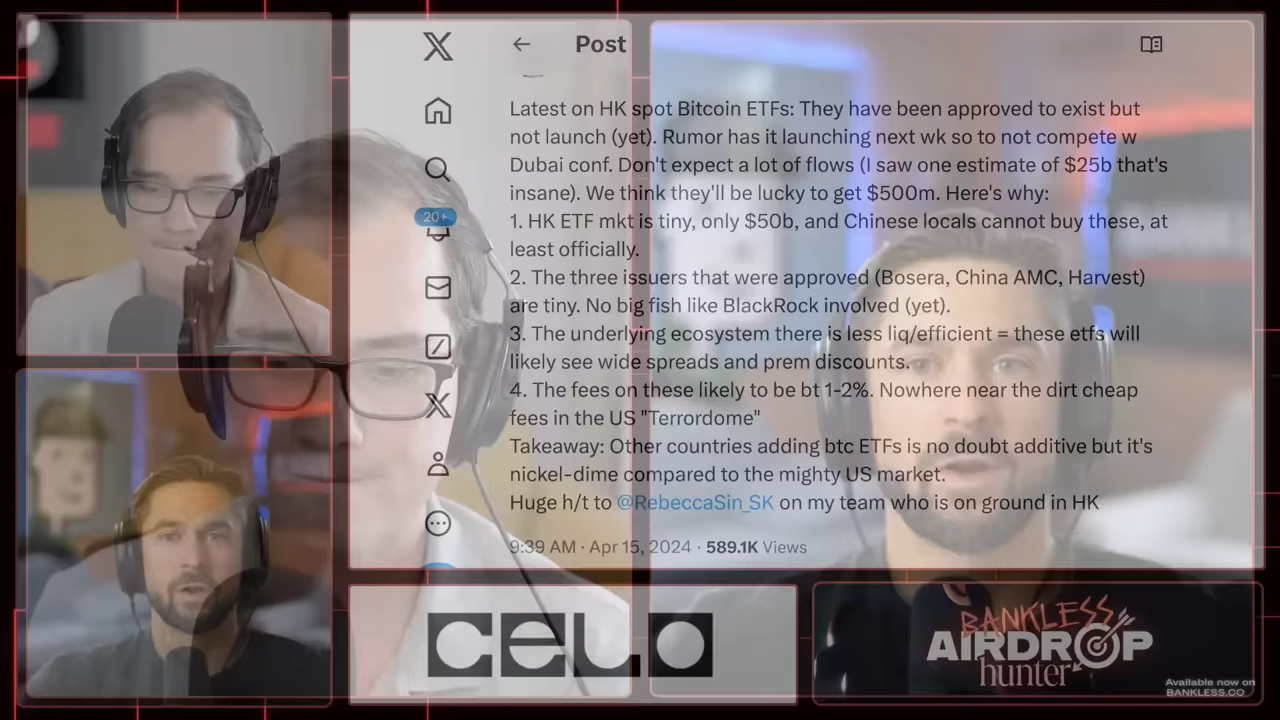 Post
Latest on HK spot Bitcoin ETFs: They have been approved to exist but
not launch (yet). Rumor has it launching next wk so to not compete w
Dubai conf. Don't expect a lot of flows (I saw one estimate of $25b that's
insane). We think they'll be lucky to get $500m. Here's why:
1. HK ETF mkt is tiny, only $50b, and Chinese locals cannot buy these, at
least officially.
20+
2. The three issuers that were approved (Bosera, China AMC, Harvest)
are tiny. No big fish like BlackRock involved (yet).
3. The underlying ecosystem there is less liq/efficient = these etfs will
likely see wide spreads and prem discounts.
4. The fees on these likely to be bt 1-2%. Nowhere near the dirt cheap
fees in the US "Terrordome"
Takeaway: Other countries adding btc ETFs is no doubt additive but it's
nickel-dime compared to the mighty US market.
Huge h/t to @RebeccaSin_SK on my team who is on ground in HK
9:39 AM · Apr 15, 2024 · 589.1K Views
CELO
BANKLESS
AIRDROP
hunter
Available now on
BANKLESS.CO